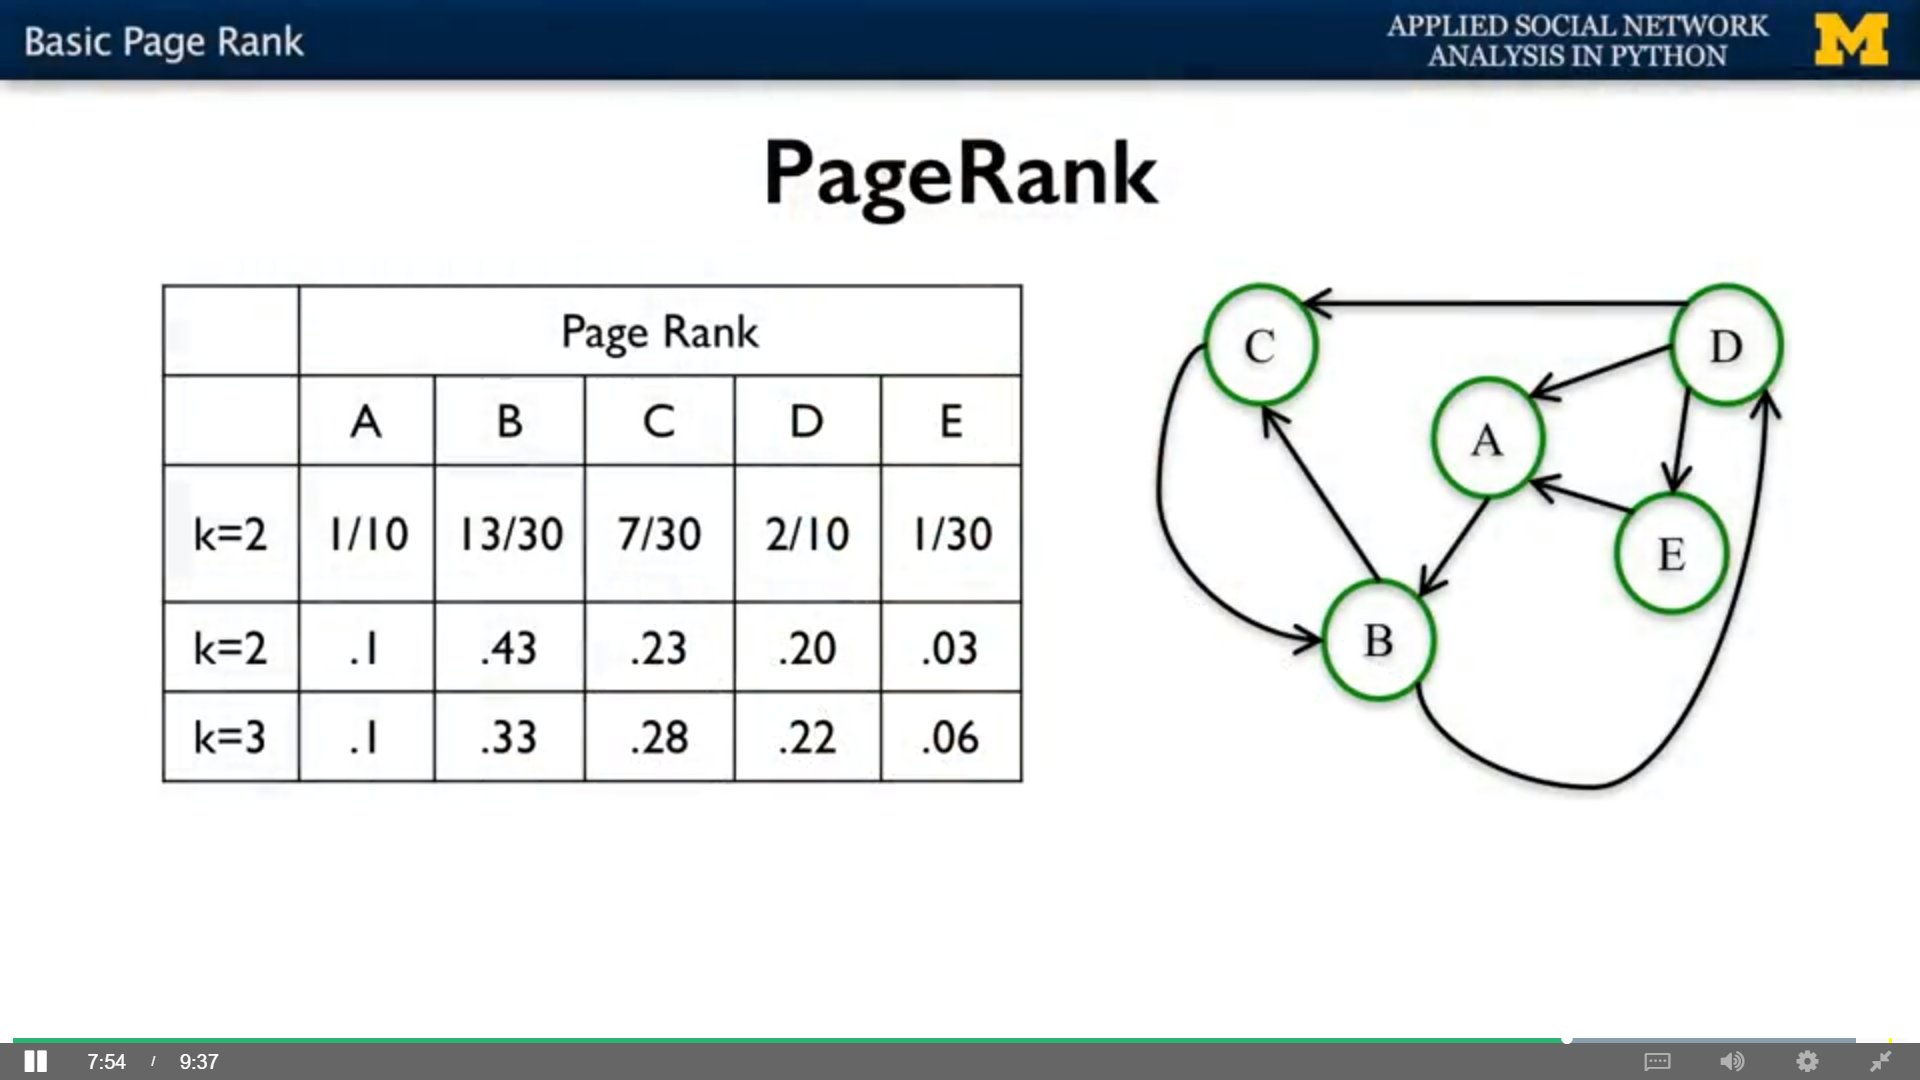 Basic Page Rank
APPLIED SOCIAL NETWORK
ANALYSIS IN PYTHON
M
PageRank
Page Rank
A B C D E
k=2 1/10 13/30 7/30 2/10 1/30
k=2 .1 .43 .23 .20 .03
k=3 .1 .33 .28 .22 .06
C
D
A
E
B
7:54 / 9:37